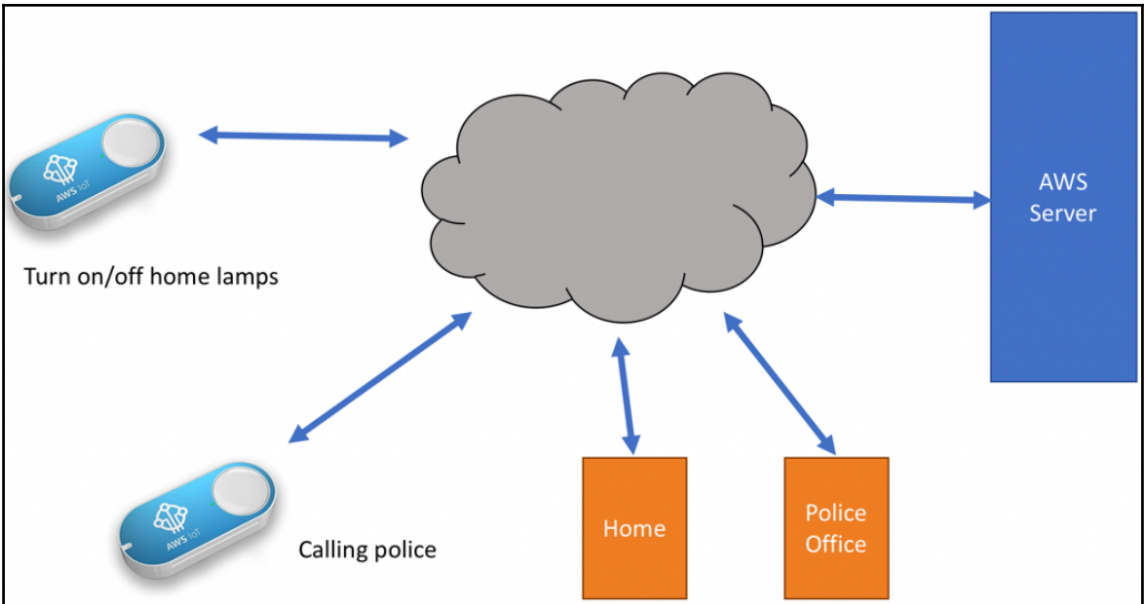 AWS IoT
Turn on/off home lamps
AWS
Server
AWS IoT
Calling police
Home
Police
Office